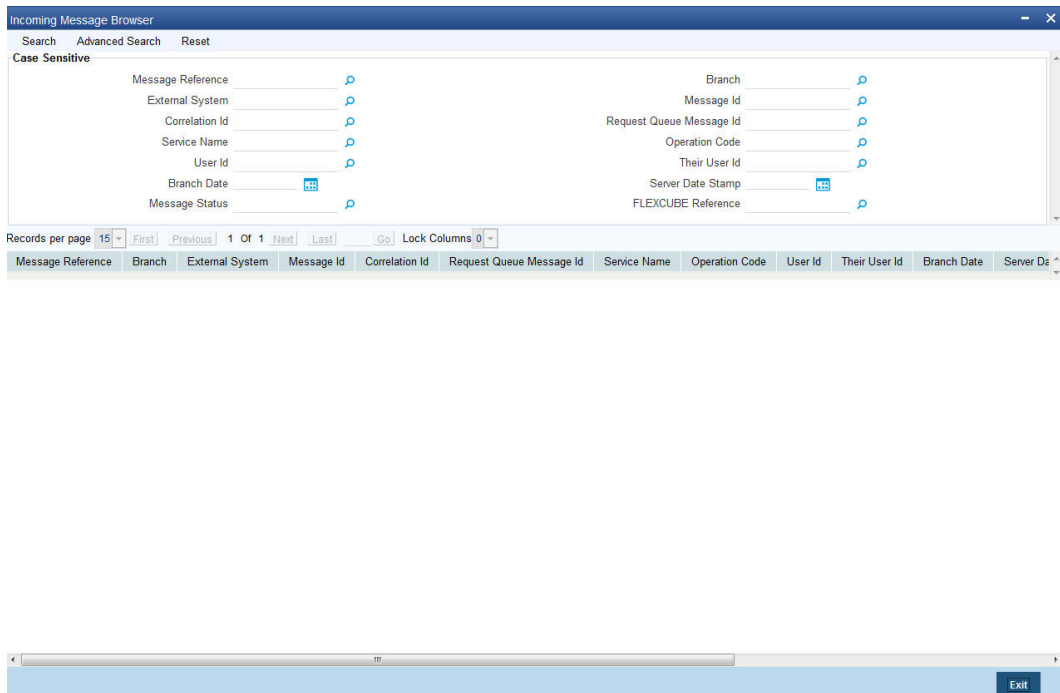 Incoming Message Browser
Search Advanced Search Reset
Case Sensitive
Message Reference Branch
External System Message Id
Correlation Id Request Queue Message Id
Service Name Operation Code
User Id Their User Id
Branch Date Server Date Stamp
Message Status FLEXCUBE Reference
Records per page 15 First Previous 1 Of 1 Next Last Go Lock Columns 0
Message Reference Branch External System Message Id Correlation Id Request Queue Message Id Service Name Operation Code User Id Their User Id Branch Date Server Da
Exit